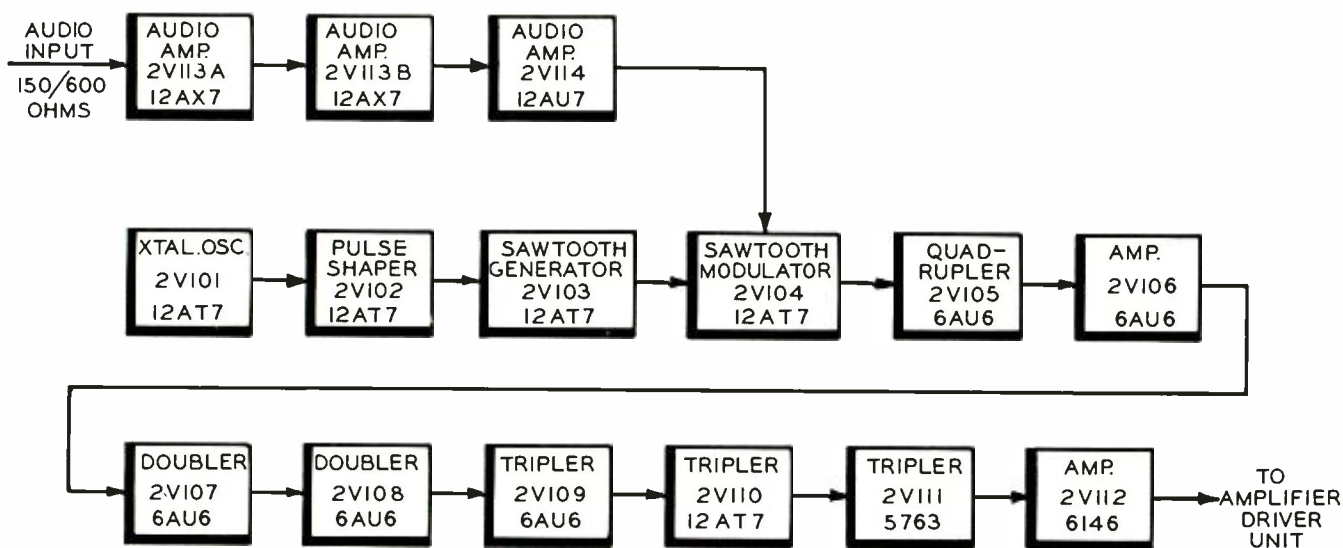 AUDIO
INPUT
150/600
OHMS
AUDIO
AMP.
2V113A
12AX7
AUDIO
AMP.
2V113B
12AX7
AUDIO
AMP.
2V114
12AU7
XTAL.OSC
2V101
12AT7
PULSE
SHAPER
2V102
12AT7
SAWTOOTH
GENERATOR
2V103
12AT7
SAWTOOTH
MODULATOR
2V104
12AT7
QUAD-
RUPLER
2V105
6AU6
AMP.
2V106
6AU6
DOUBLER
2V107
6AU6
DOUBLER
2V108
6AU6
TRIPLER
2V109
6AU6
TRIPLER
2V110
12AT7
TRIPLER
2V111
5763
AMP.
2V112
6146
TO
AMPLIFIER
DRIVER
UNIT